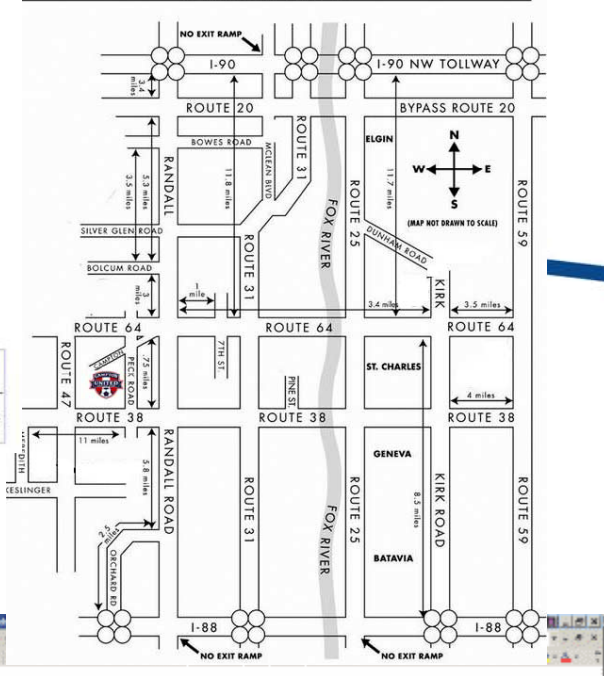 NO EXIT RAMP
I-90
I-90 NW TOLLWAY
3.4 miles
ROUTE 20
BYPASS ROUTE 20
BOWES ROAD
MCLEAN BLVD
ROUTE 31
ELGIN
N
W E
S
(MAP NOT DRAWN TO SCALE)
RANDALL
3.5 miles
5.3 miles
11.8 miles
11.7 miles
FOX RIVER
ROUTE 25
ROUTE 59
DUNHAM ROAD
SILVER GLEN ROAD
BOLCUM ROAD
ROUTE 31
KIRK
3 miles
1 mile
3.4 miles
3.5 miles
ROUTE 64
ROUTE 64
ROUTE 64
ROUTE 47
CAMPTON
UNITED
PECK ROAD
.75 miles
7TH ST.
PINE ST.
ST. CHARLES
4 miles
ROUTE 38
ROUTE 38
ROUTE 38
11 miles
KESLINGER
5.8 miles
RANDALL ROAD
ROUTE 31
FOX RIVER
ROUTE 25
GENEVA
8.5 miles
KIRK ROAD
ROUTE 59
BATAVIA
2.5 miles
ORCHARD RD
I-88
I-88
NO EXIT RAMP
NO EXIT RAMP